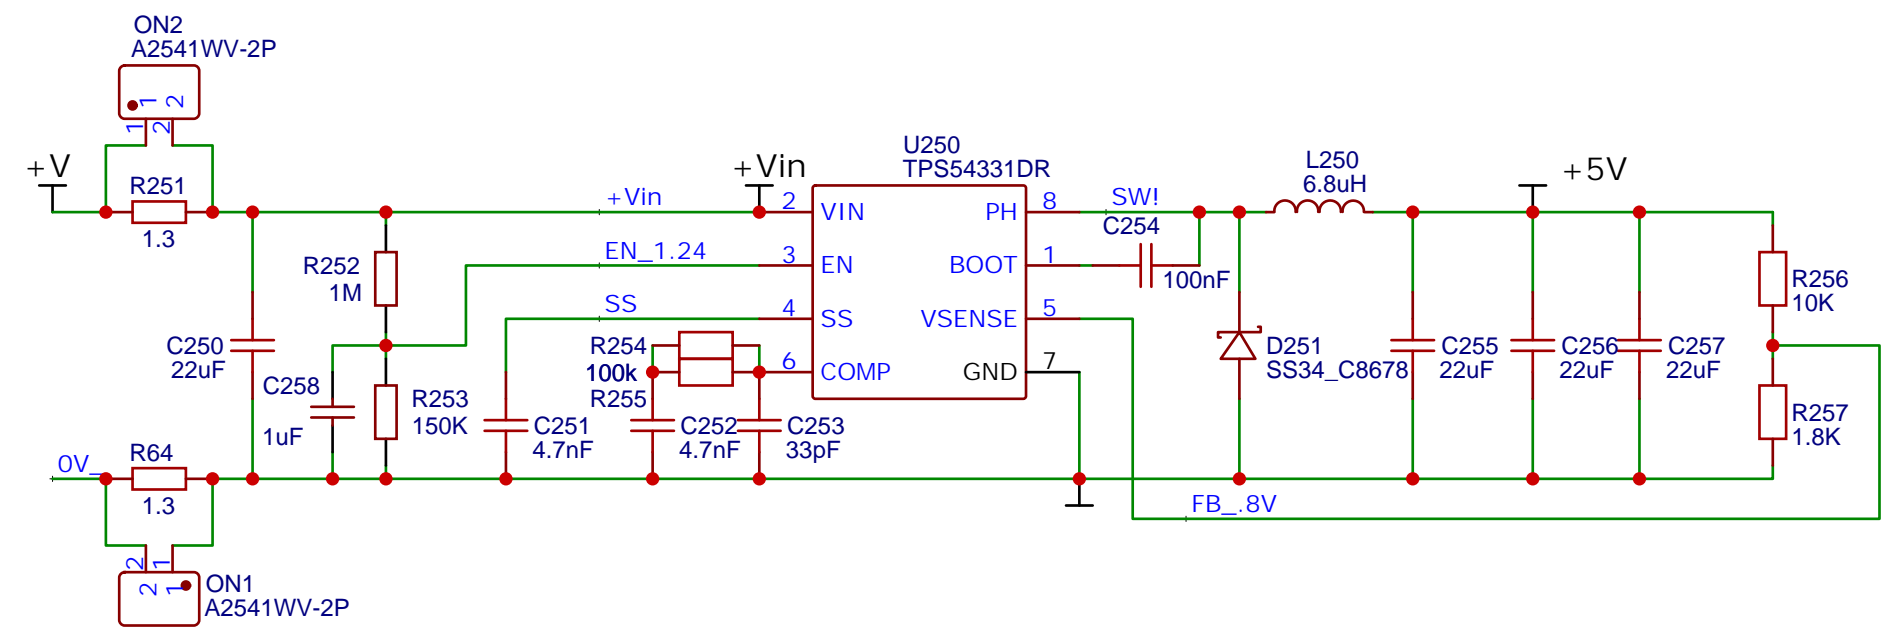 ON2
A2541WV-2P
1 2
1 2
+V
R251
1.3
+Vin
+Vin
U250
TPS54331DR
2 VIN
PH 8
SW!
L250
6.8uH
+5V
R252
1M
EN_1.24
3 EN
BOOT 1
C254
100nF
R256
10K
SS
4 SS
VSENSE 5
C250
22uF
R254
100k
R255
6 COMP
GND 7
D251
SS34_C8678
C255
22uF
C256
22uF
C257
22uF
C258
1uF
R253
150K
C251
4.7nF
C252
4.7nF
C253
33pF
R257
1.8K
0V_
R64
1.3
FB_.8V
2 1
2 1
ON1
A2541WV-2P